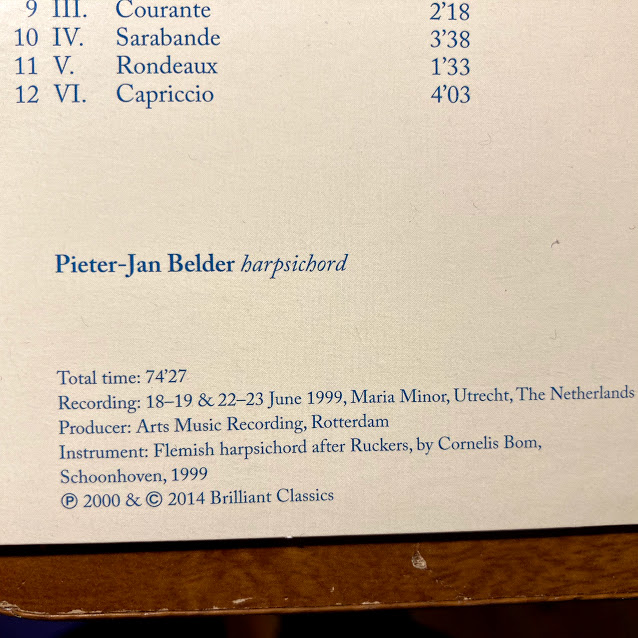 9 III. Courante 2’18
10 IV. Sarabande 3’38
11 V. Rondeaux 1’33
12 VI. Capriccio 4’03
Pieter-Jan Belder harpsichord
Total time: 74’27
Recording: 18–19 & 22–23 June 1999, Maria Minor, Utrecht, The Netherlands
Producer: Arts Music Recording, Rotterdam
Instrument: Flemish harpsichord after Ruckers, by Cornelis Bom,
Schoonhoven, 1999
℗ 2000 & © 2014 Brilliant Classics